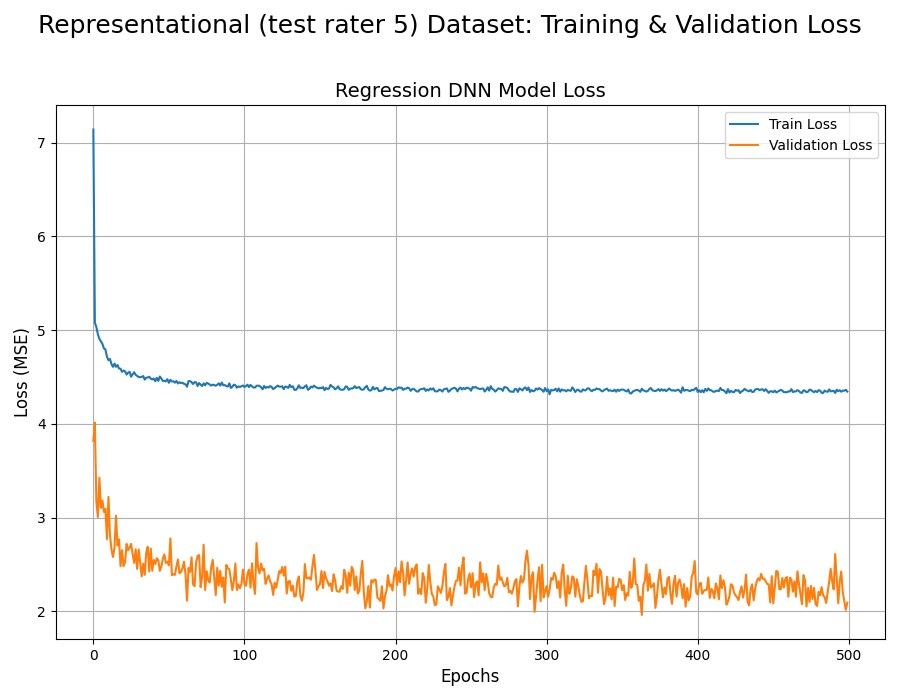 Representational (test rater 5) Dataset: Training & Validation Loss
Regression DNN Model Loss
Train Loss
Validation Loss
Loss (MSE)
7
6
5
4
3
2
0
100
200
300
400
500
Epochs